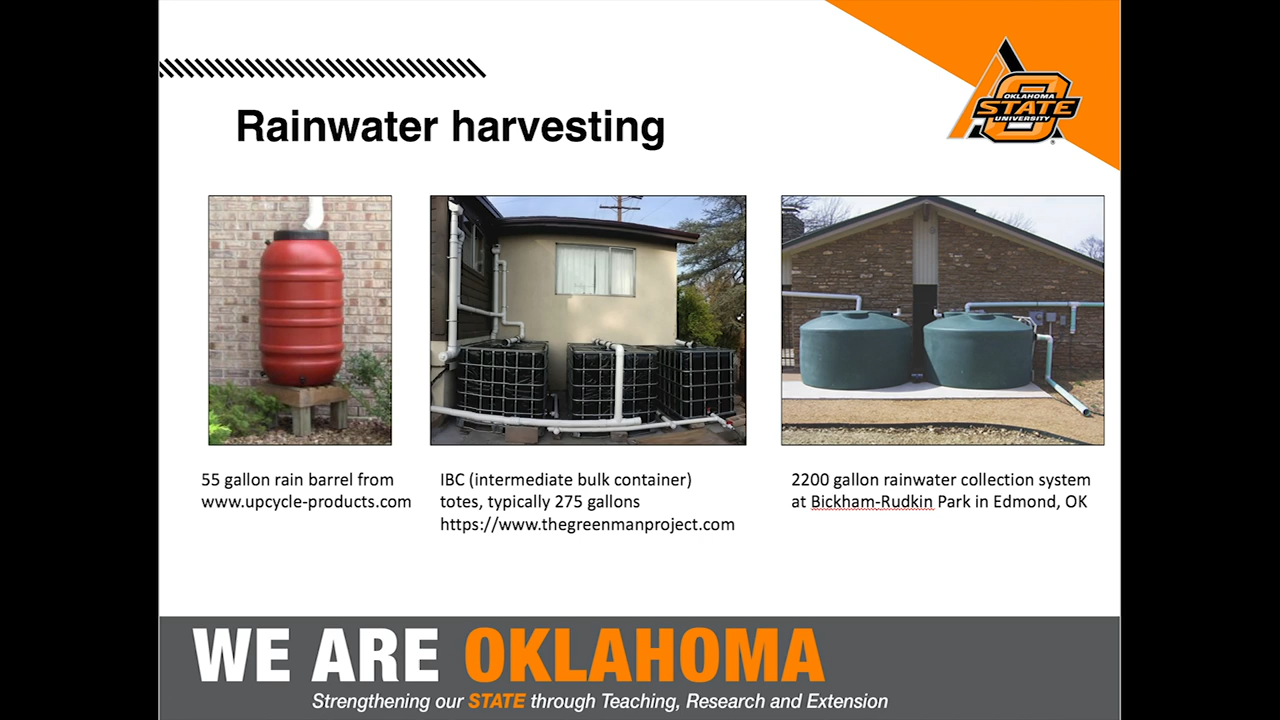 OKLAHOMA
STATE
UNIVERSITY
Rainwater harvesting
55 gallon rain barrel from
www.upcycle-products.com
IBC (intermediate bulk container)
totes, typically 275 gallons
https://www.thegreenmanproject.com
2200 gallon rainwater collection system
at Bickham-Rudkin Park in Edmond, OK
WE ARE OKLAHOMA
Strengthening our STATE through Teaching, Research and Extension